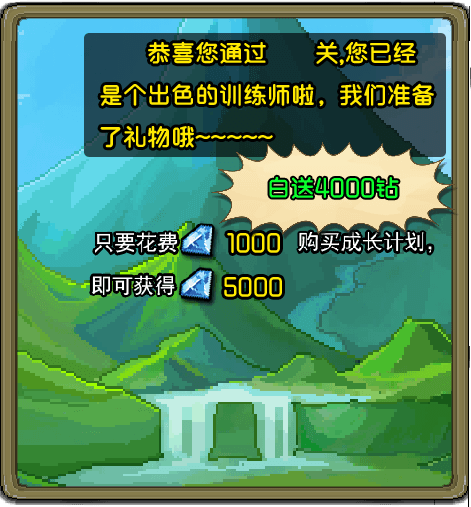 恭喜您通过 关,您已经
是个出色的训练师啦，我们准备
了礼物哦~~~~~
白送4000钻
只要花费 1000 购买成长计划，
即可获得 5000